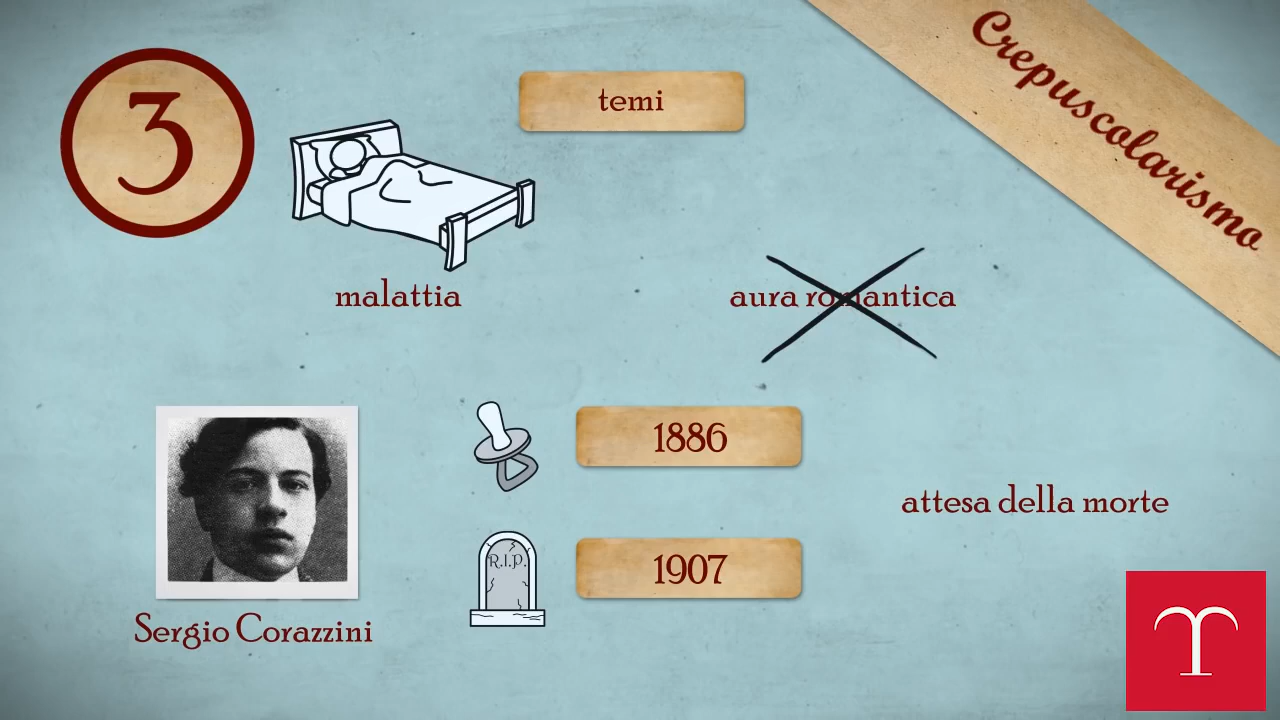 3
temi
Crepuscolarismo
malattia
aura romantica
1886
attesa della morte
R.I.P.
1907
Sergio Corazzini